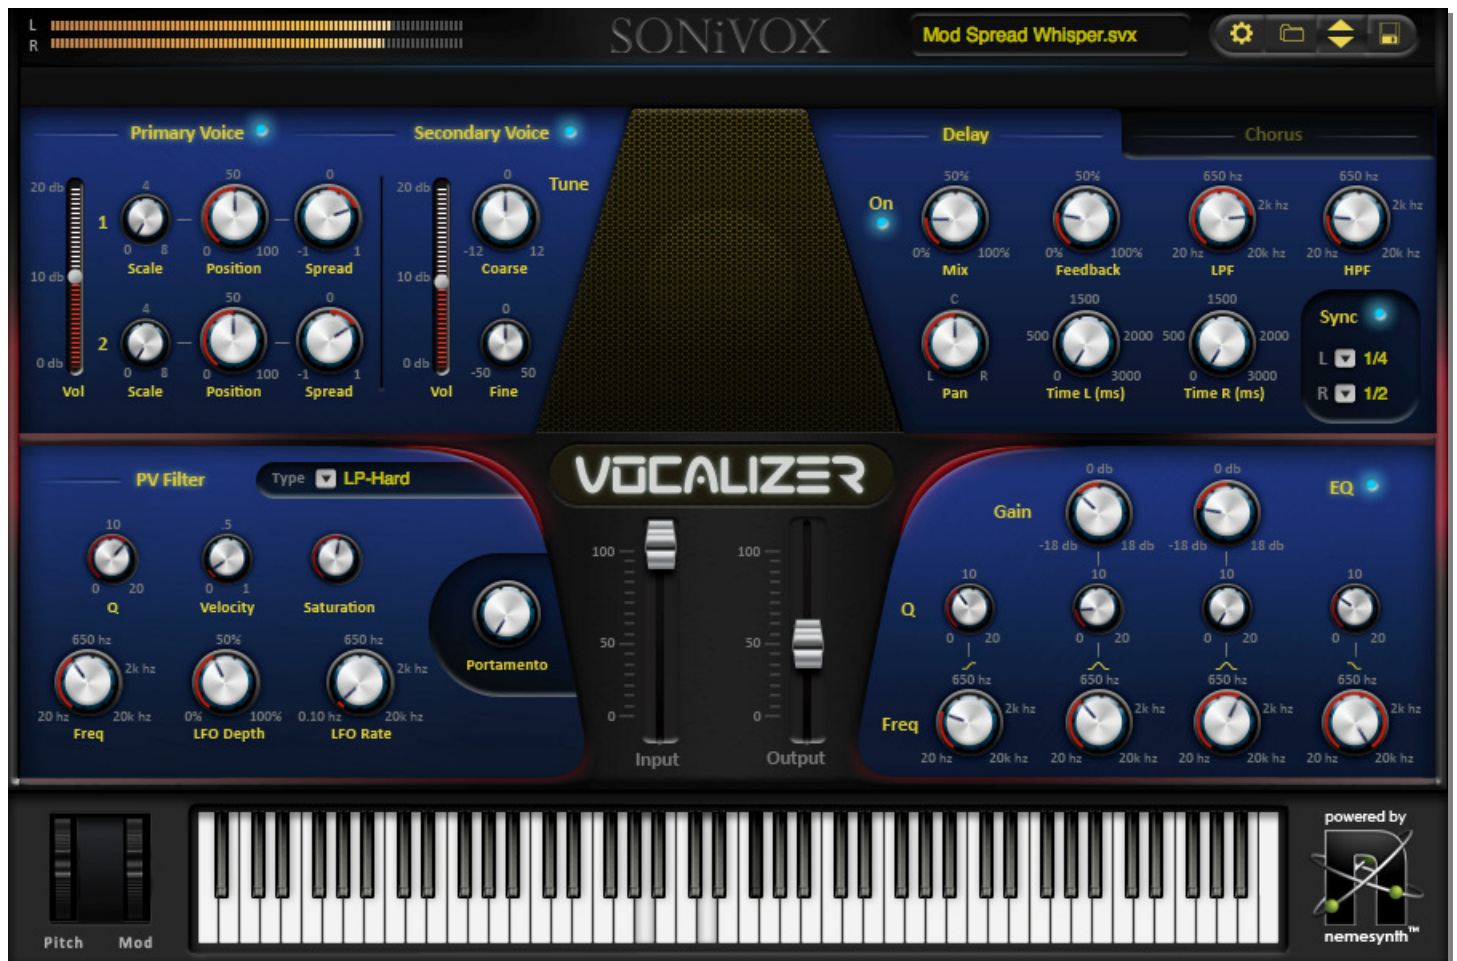 L
R
SONiVOX
Mod Spread Whisper.svx
Primary Voice
Secondary Voice
Delay
Chorus
20 db
10 db
0 db
Vol
1
4
0 8
Scale
50
0 100
Position
0
-1 1
Spread
2
4
0 8
Scale
50
0 100
Position
0
-1 1
Spread
20 db
10 db
0 db
Vol
Tune
0
-12 12
Coarse
0
-50 50
Fine
On
50%
0% 100%
Mix
50%
0% 100%
Feedback
650 hz
2k hz
20 hz 20k hz
LPF
650 hz
2k hz
20 hz 20k hz
HPF
C
L R
Pan
1500
500 2000
0 3000
Time L (ms)
1500
500 2000
0 3000
Time R (ms)
Sync
L 1/4
R 1/2
PV Filter
Type LP-Hard
10
0 20
Q
.5
0 1
Velocity
Saturation
650 hz
2k hz
20 hz 20k hz
Freq
50%
0% 100%
LFO Depth
650 hz
2k hz
0.10 hz 20k hz
LFO Rate
Portamento
VOCALIZER
100
50
0
Input
100
50
0
Output
EQ
Gain
0 db
-18 db 18 db
0 db
-18 db 18 db
Q
10
0 20
10
0 20
10
0 20
10
0 20
Freq
650 hz
2k hz
20 hz 20k hz
650 hz
2k hz
20 hz 20k hz
650 hz
2k hz
20 hz 20k hz
650 hz
2k hz
20 hz 20k hz
Pitch Mod
powered by
n
nemesynth™